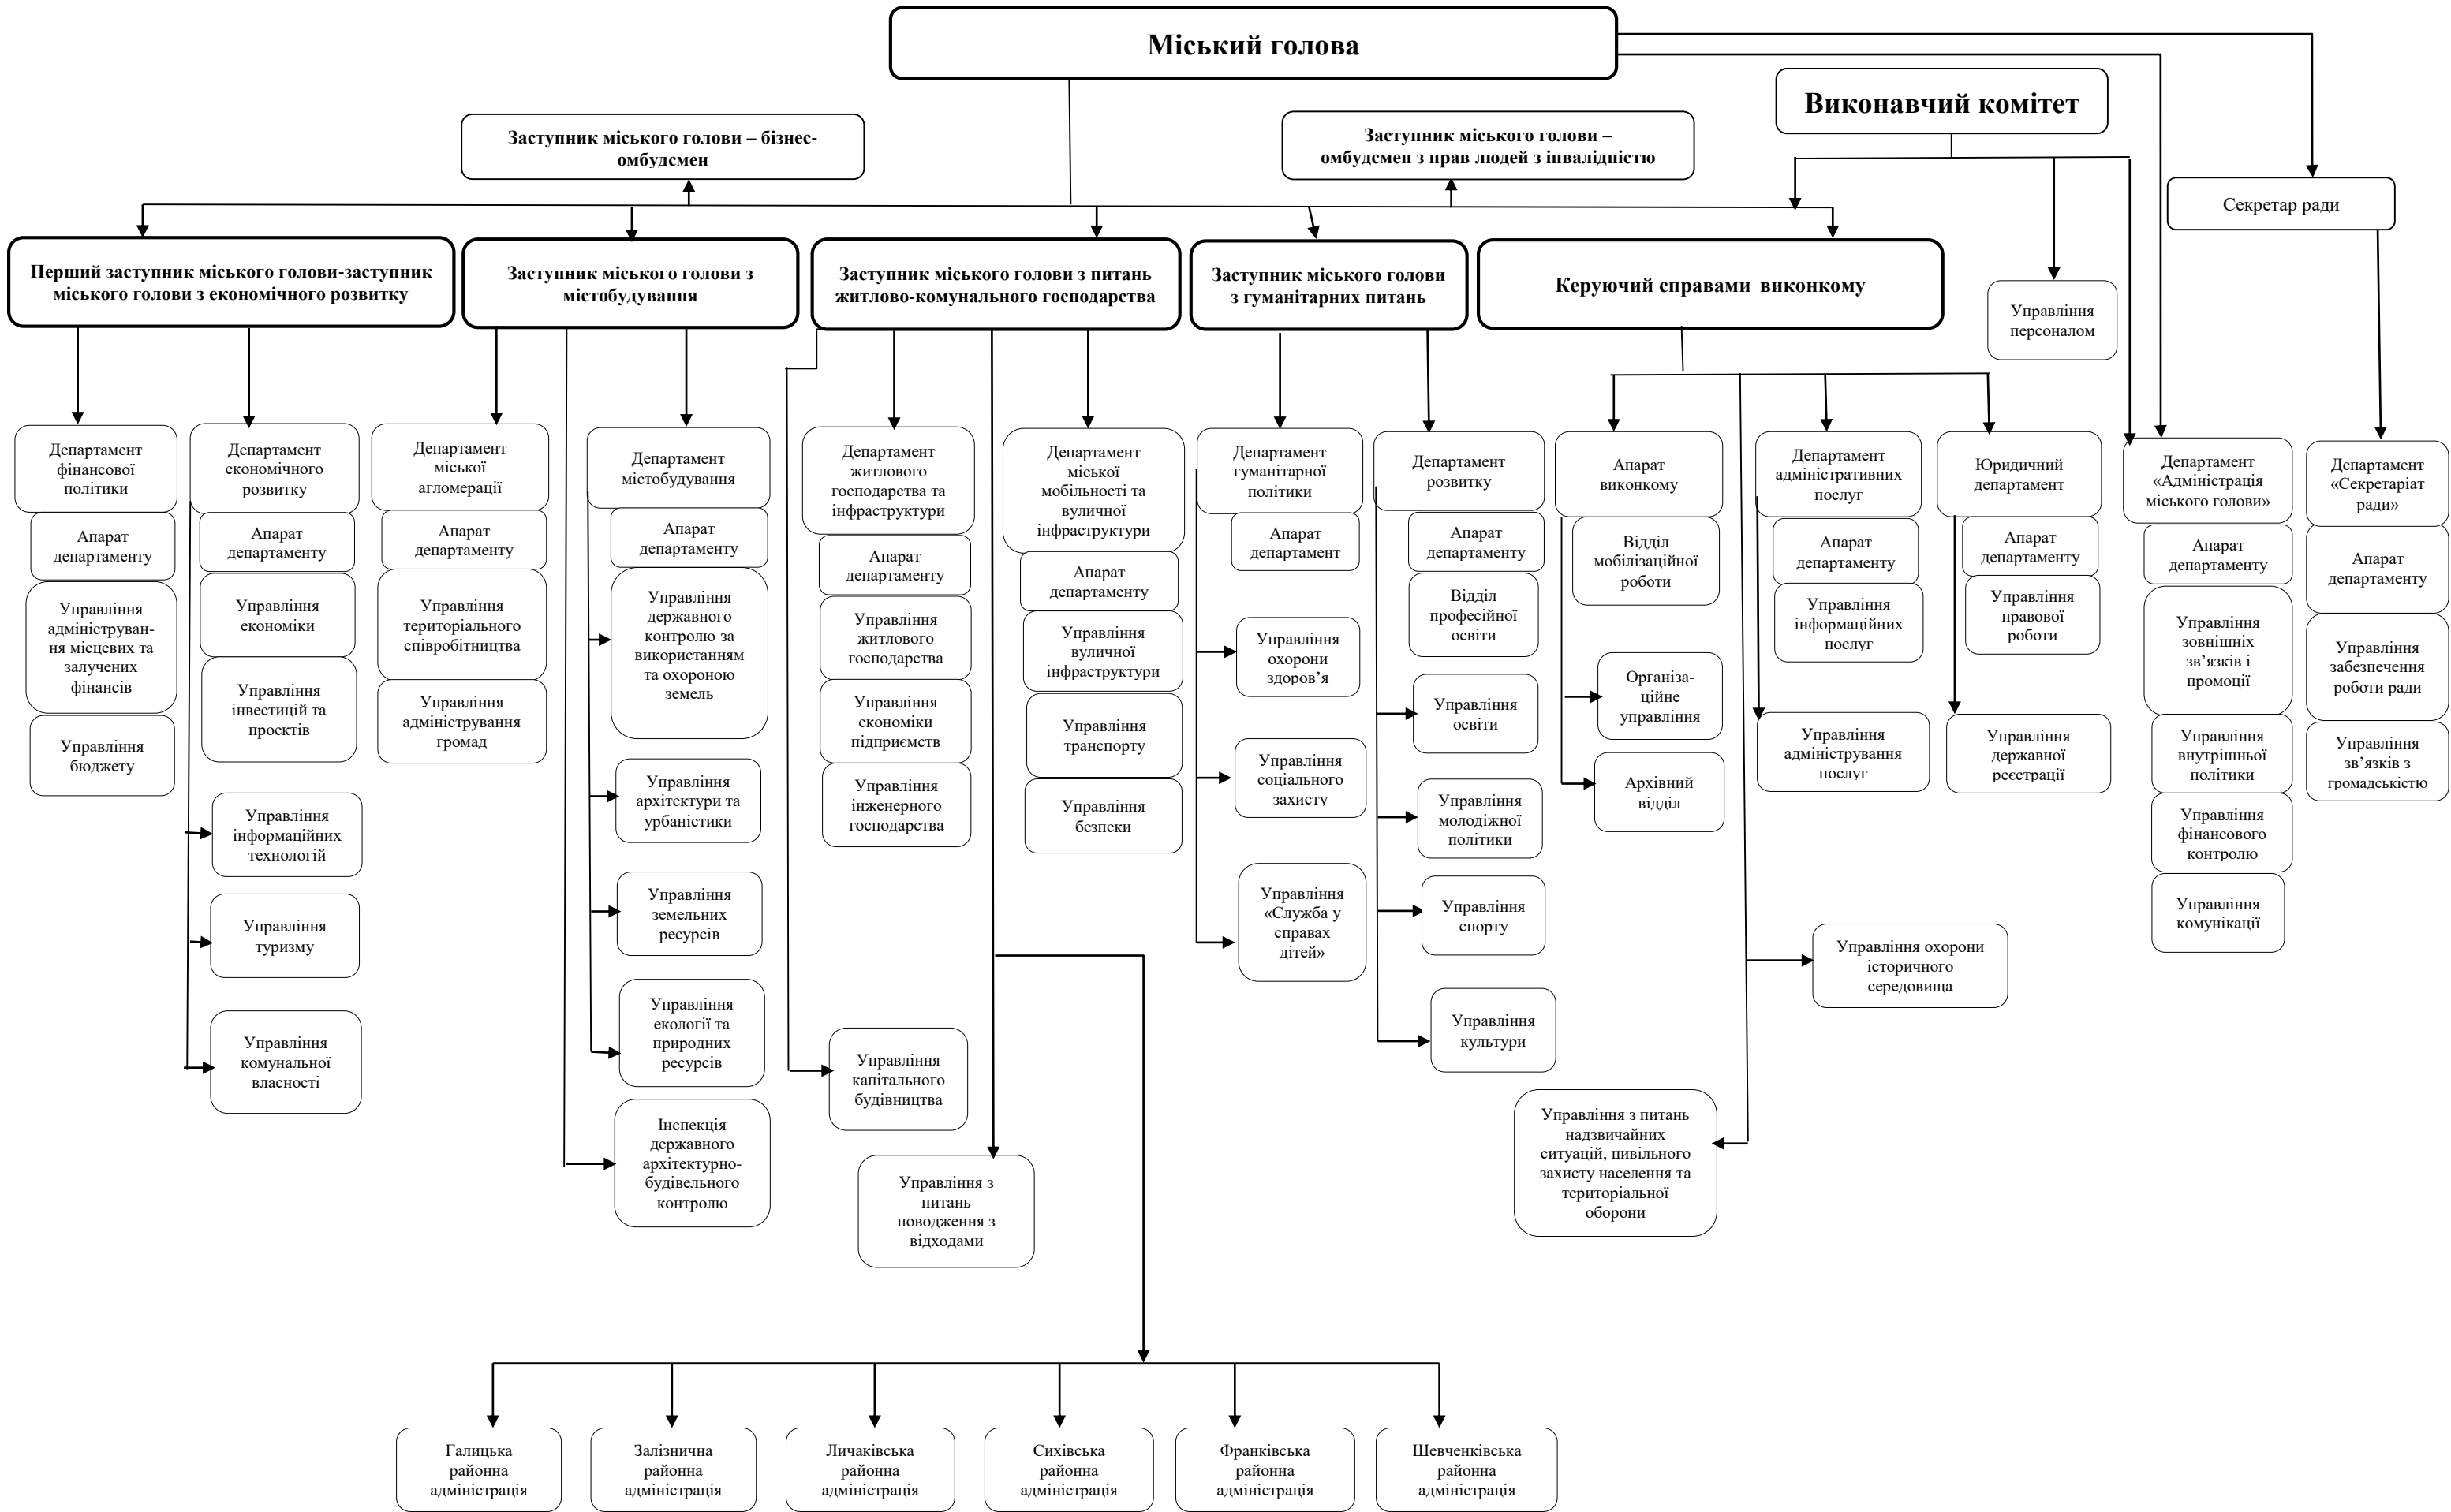 Міський голова
Виконавчий комітет
Заступник міського голови – бізнес-
омбудсмен
Заступник міського голови –
омбудсмен з прав людей з інвалідністю
Секретар ради
Перший заступник міського голови-заступник
міського голови з економічного розвитку
Заступник міського голови з
містобудування
Заступник міського голови з питань
житлово-комунального господарства
Заступник міського голови
з гуманітарних питань
Керуючий справами виконкому
Управління
персоналом
Департамент
фінансової
політики
Апарат
департаменту
Управління
адмініструван-
ня місцевих та
залучених
фінансів
Управління
бюджету
Департамент
економічного
розвитку
Апарат
департаменту
Управління
економіки
Управління
інвестицій та
проектів
Управління
інформаційних
технологій
Управління
туризму
Управління
комунальної
власності
Департамент
міської
агломерації
Апарат
департаменту
Управління
територіального
співробітництва
Управління
адміністрування
громад
Департамент
містобудування
Апарат
департаменту
Управління
державного
контролю за
використанням
та охороною
земель
Управління
архітектури та
урбаністики
Управління
земельних
ресурсів
Управління
екології та
природних
ресурсів
Інспекція
державного
архітектурно-
будівельного
контролю
Департамент
житлового
господарства та
інфраструктури
Апарат
департаменту
Управління
житлового
господарства
Управління
економіки
підприємств
Управління
інженерного
господарства
Управління
капітального
будівництва
Управління з
питань
поводження з
відходами
Департамент
міської
мобільності та
вуличної
інфраструктури
Апарат
департаменту
Управління
вуличної
інфраструктури
Управління
транспорту
Управління
безпеки
Департамент
гуманітарної
політики
Апарат
департамент
Управління
охорони
здоров’я
Управління
соціального
захисту
Управління
«Служба у
справах
дітей»
Департамент
розвитку
Апарат
департаменту
Відділ
професійної
освіти
Управління
освіти
Управління
молодіжної
політики
Управління
спорту
Управління
культури
Апарат
виконкому
Відділ
мобілізаційної
роботи
Організа-
ційне
управління
Архівний
відділ
Департамент
адміністративних
послуг
Апарат
департаменту
Управління
інформаційних
послуг
Управління
адміністрування
послуг
Юридичний
департамент
Апарат
департаменту
Управління
правової
роботи
Управління
державної
реєстрації
Управління охорони
історичного
середовища
Управління з питань
надзвичайних
ситуацій, цивільного
захисту населення та
територіальної
оборони
Департамент
«Адміністрація
міського голови»
Апарат
департаменту
Управління
зовнішніх
зв’язків і
промоції
Управління
внутрішньої
політики
Управління
фінансового
контролю
Управління
комунікації
Департамент
«Секретаріат
ради»
Апарат
департаменту
Управління
забезпечення
роботи ради
Управління
зв’язків з
громадськістю
Галицька
районна
адміністрація
Залізнична
районна
адміністрація
Личаківська
районна
адміністрація
Сихівська
районна
адміністрація
Франківська
районна
адміністрація
Шевченківська
районна
адміністрація